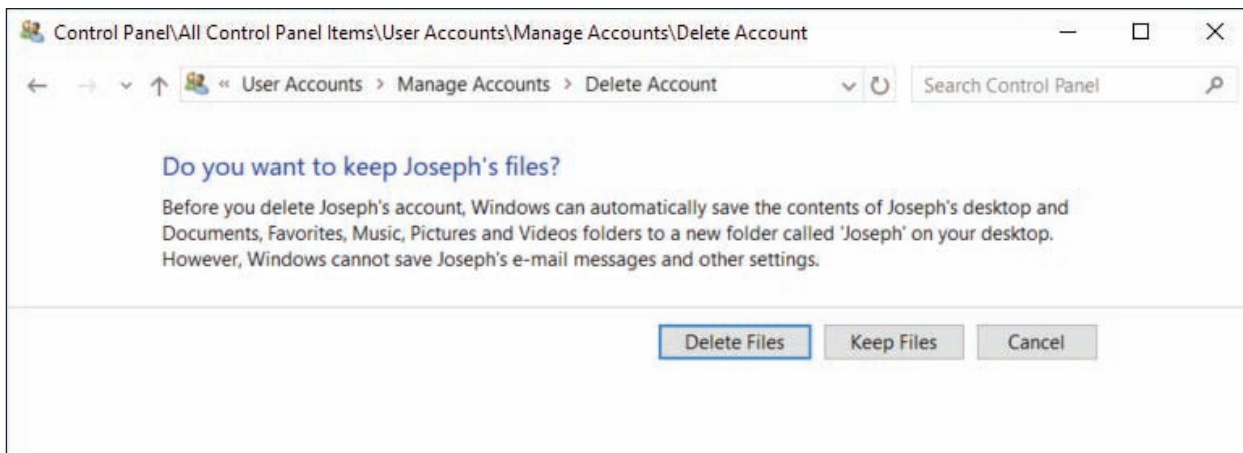 Control Panel\All Control Panel Items\User Accounts\Manage Accounts\Delete Account
« User Accounts > Manage Accounts > Delete Account
Search Control Panel
Do you want to keep Joseph's files?
Before you delete Joseph's account, Windows can automatically save the contents of Joseph's desktop and
Documents, Favorites, Music, Pictures and Videos folders to a new folder called 'Joseph' on your desktop.
However, Windows cannot save Joseph's e-mail messages and other settings.
Delete Files
Keep Files
Cancel